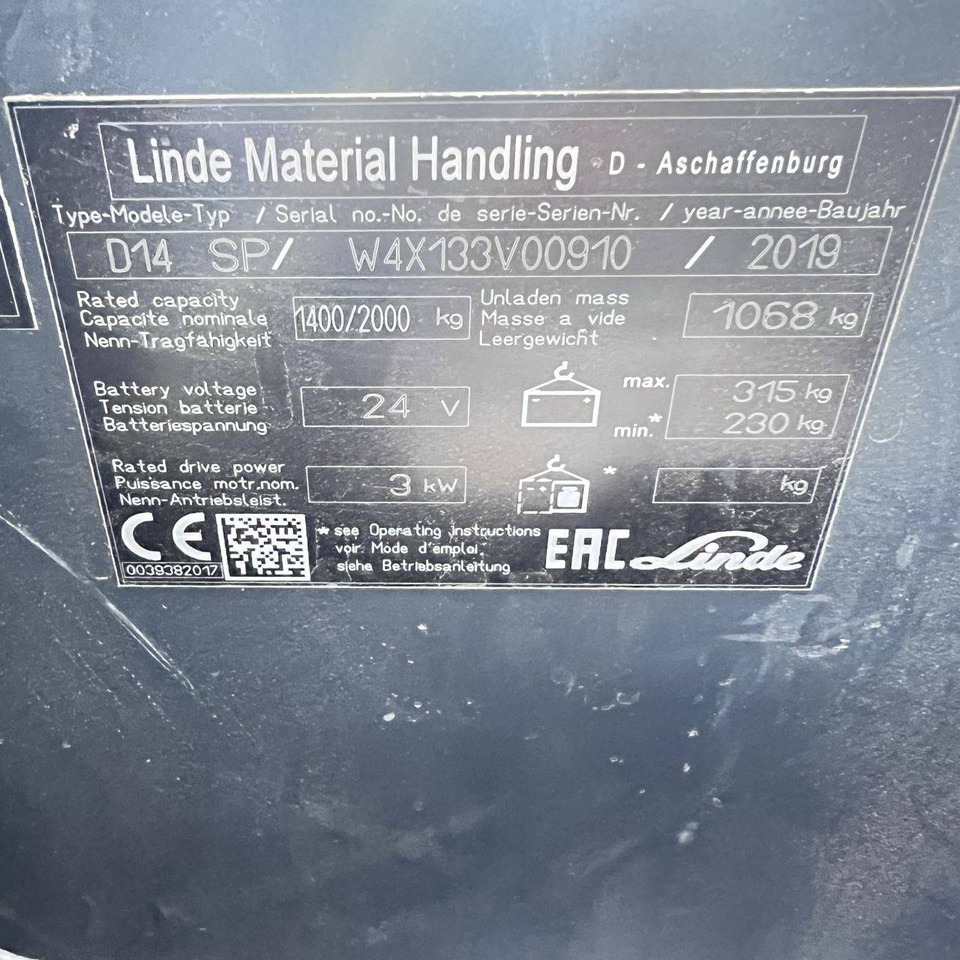 Linde Material Handling D - Aschaffenburg
Type-Modele-Typ / Serial no.-No. de serie-Serien-Nr. / year-annee-Baujahr
D14 SP/ W4X133V00910 / 2019
Rated capacity
Capacite nominale
Nenn-Tragfähigkeit
1400/2000 kg
Unladen mass
Masse a vide
Leergewicht
1068 kg
Battery voltage
Tension batterie
Batteriespannung
24 V
max. 315 kg
min.* 230 kg
Rated drive power
Puissance motr.nom.
Nenn-Antriebsleist.
3 kW
* kg
CE
0039382017
* see Operating instructions
voir Mode d'emploi
siehe Betriebsanleitung
EAC Linde